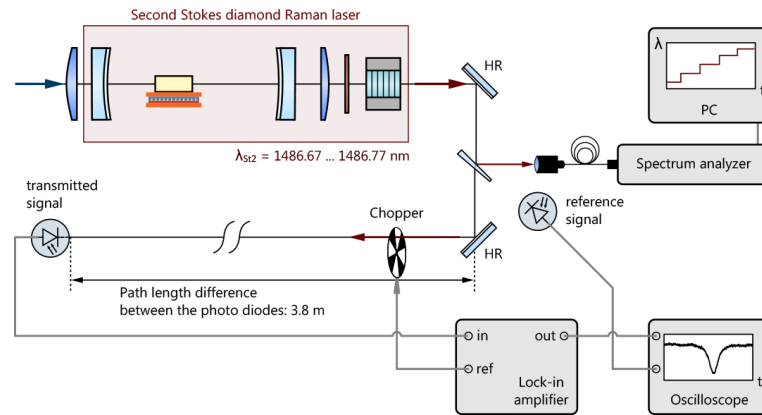 Second Stokes diamond Raman laser
HR
λ
t
PC
λSt2 = 1486.67 ... 1486.77 nm
Spectrum analyzer
transmitted
signal
Chopper
reference
signal
HR
Path length difference
between the photo diodes: 3.8 m
in
out
ref
Lock-in
amplifier
t
Oscilloscope